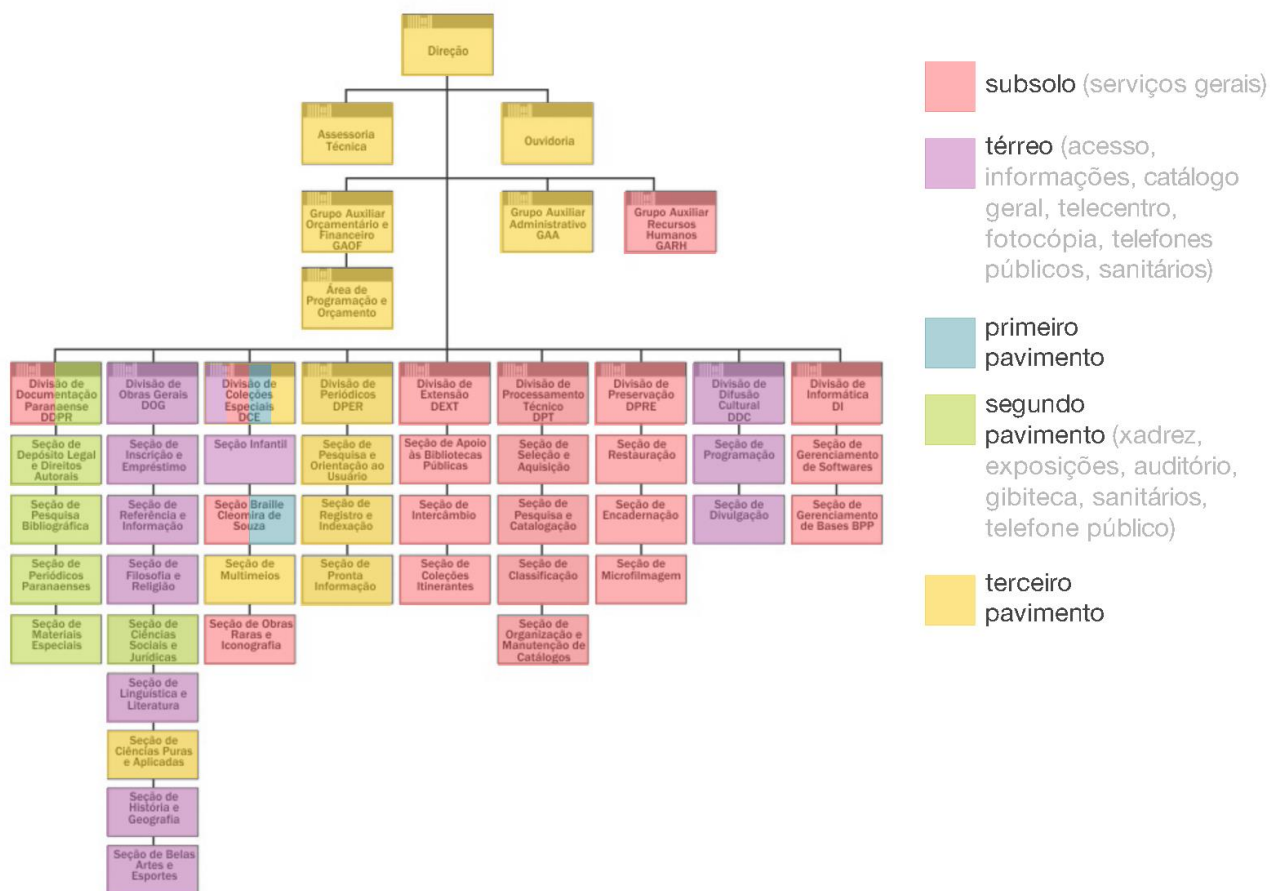 Direção
Assessoria
Técnica
Ouvidoria
Grupo Auxiliar
Orçamentário e
Financeiro
GAOF
Grupo Auxiliar
Administrativo
GAA
Grupo Auxiliar
Recursos
Humanos
GARH
Área de
Programação e
Orçamento
Divisão de
Documentação
Paranaense
DDPR
Seção de
Depósito Legal
e Direitos
Autorais
Seção de
Pesquisa
Bibliográfica
Seção de
Periódicos
Paranaenses
Seção de
Materiais
Especiais
Divisão de
Obras Gerais
DOG
Seção de
Inscrição e
Empréstimo
Seção de
Referência e
Informação
Seção de
Filosofia e
Religião
Seção de
Ciências
Sociais e
Jurídicas
Seção de
Linguística e
Literatura
Seção de
Ciências Puras
e Aplicadas
Seção de
História e
Geografia
Seção de Belas
Artes e
Esportes
Divisão de
Coleções
Especiais
DCE
Seção Infantil
Seção Braille
Cleomira de
Souza
Seção de
Multimeios
Seção de Obras
Raras e
Iconografia
Divisão de
Periódicos
DPER
Seção de
Pesquisa e
Orientação ao
Usuário
Seção de
Registro e
Indexação
Seção de
Pronta
Informação
Divisão de
Extensão
DEXT
Seção de Apoio
às Bibliotecas
Públicas
Seção de
Intercâmbio
Seção de
Coleções
Itinerantes
Divisão de
Processamento
Técnico
DPT
Seção de
Seleção e
Aquisição
Seção de
Pesquisa e
Catalogação
Seção de
Classificação
Seção de
Organização e
Manutenção de
Catálogos
Divisão de
Preservação
DPRE
Seção de
Restauração
Seção de
Encadernação
Seção de
Microfilmagem
Divisão de
Difusão
Cultural
DDC
Seção de
Programação
Seção de
Divulgação
Divisão de
Informática
DI
Seção de
Gerenciamento
de Softwares
Seção de
Gerenciamento
de Bases BPP
subsolo (serviços gerais)
térreo (acesso,
informações, catálogo
geral, telecentro,
fotocópia, telefones
públicos, sanitários)
primeiro
pavimento
segundo
pavimento (xadrez,
exposições, auditório,
gibiteca, sanitários,
telefone público)
terceiro
pavimento